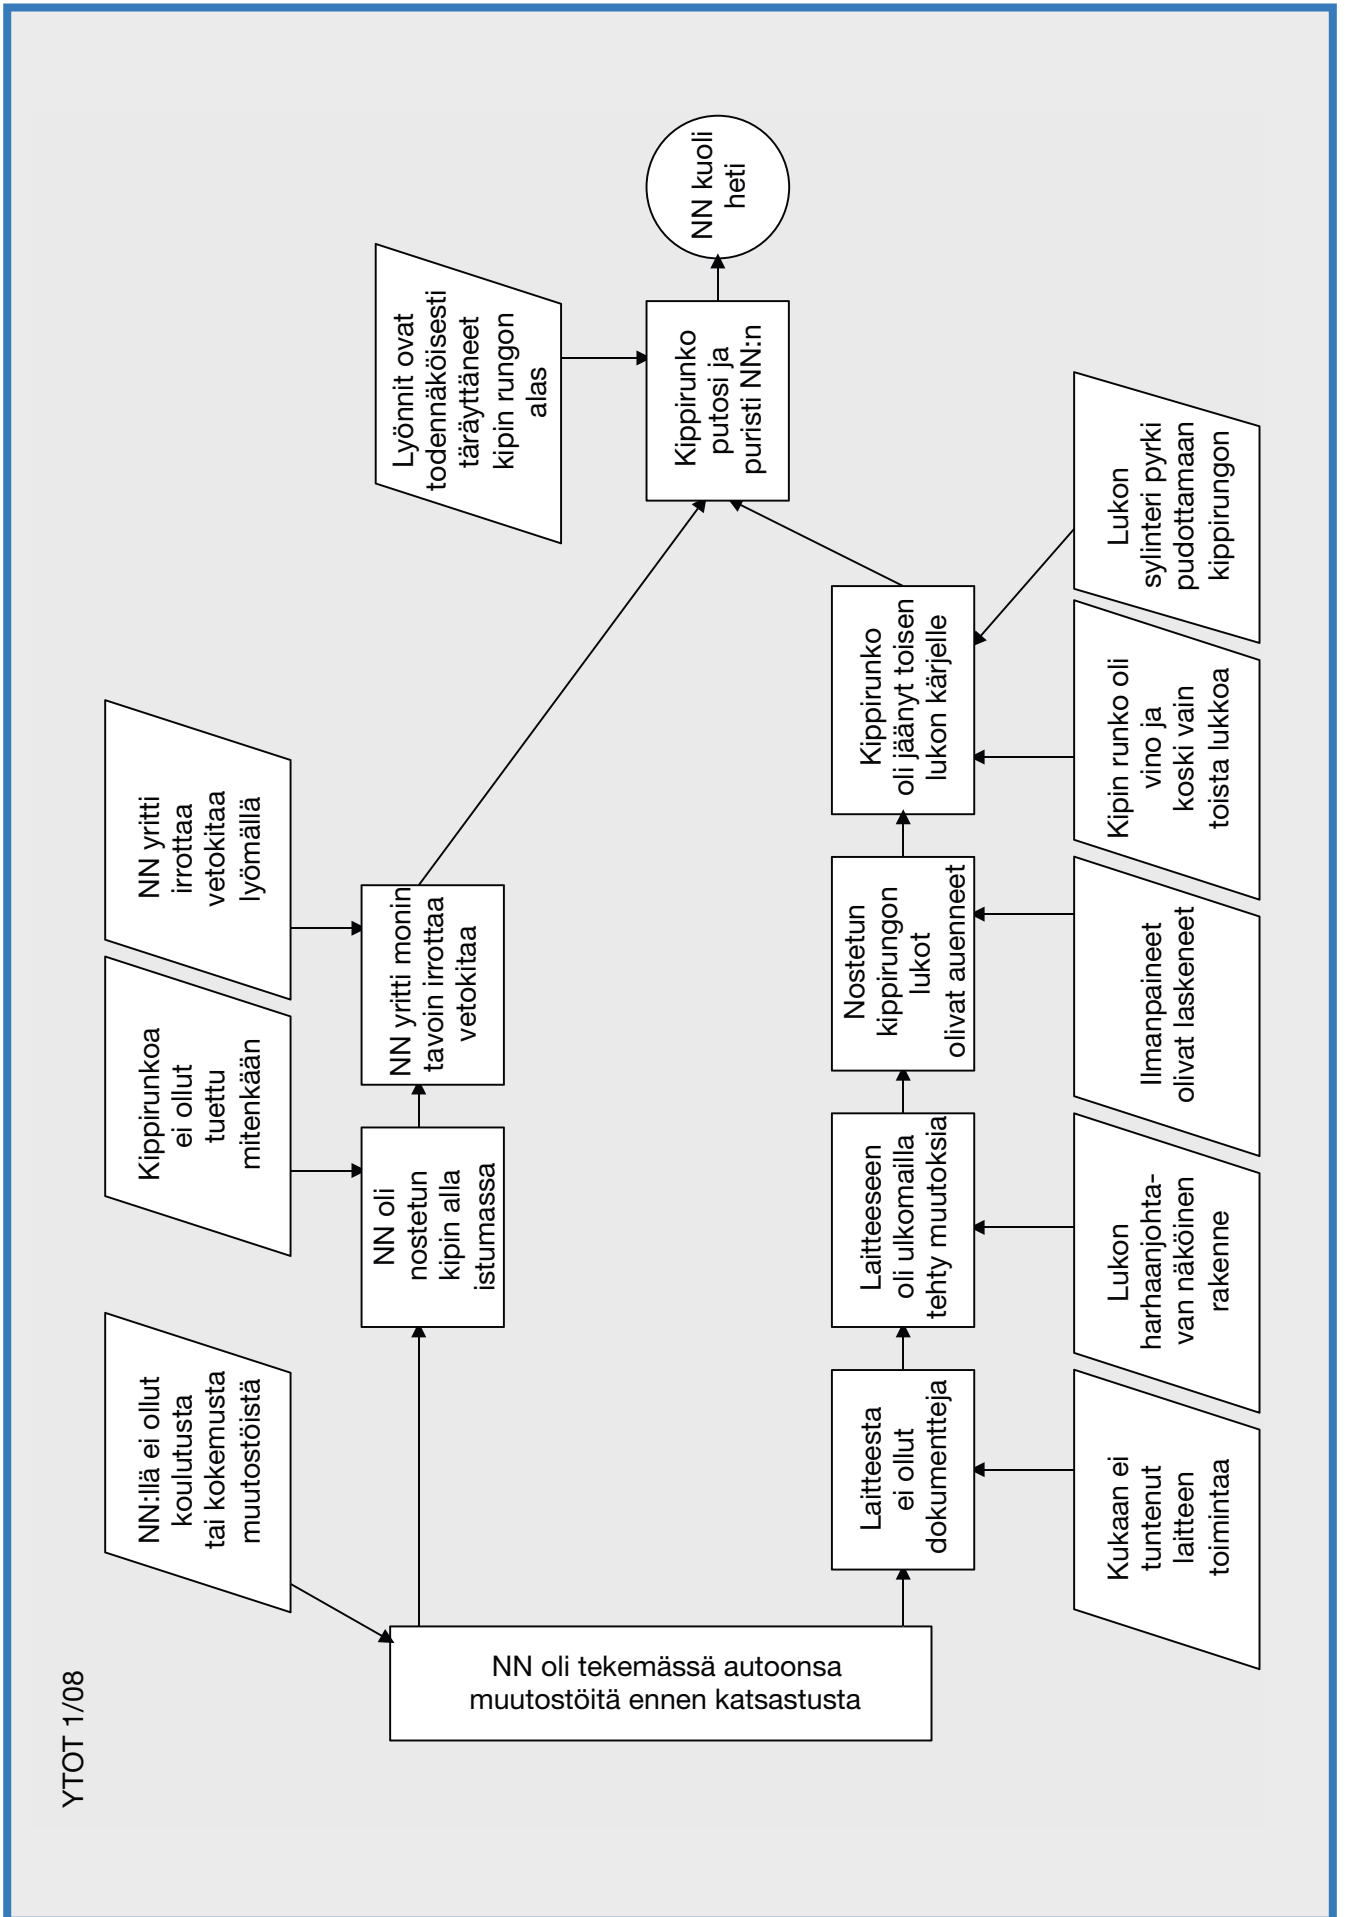 YTOT 1/08
NN:llä ei ollut
koulutusta
tai kokemusta
muutostöistä
Kippirunkoa
ei ollut
tuettu
mitenkään
NN yritti
irrottaa
vetokitaa
lyömällä
Lyönnit ovat
todennäköisesti
täräyttäneet
kipin rungon
alas
NN oli tekemässä autoonsa
muutostöitä ennen katsastusta
NN oli
nostetun
kipin alla
istumassa
NN yritti monin
tavoin irrottaa
vetokitaa
Kippirunko
putosi ja
puristi NN:n
NN kuoli
heti
Laitteesta
ei ollut
dokumentteja
Laitteeseen
oli ulkomailla
tehty muutoksia
Nostetun
kippirungon
lukot
olivat auenneet
Kippirunko
oli jäänyt toisen
lukon kärjelle
Kukaan ei
tuntenut
laitteen
toimintaa
Lukon
harhaanjohta-
van näköinen
rakenne
Ilmanpaineet
olivat laskeneet
Kipin runko oli
vino ja
koski vain
toista lukkoa
Lukon
sylinteri pyrki
pudottamaan
kippirungon